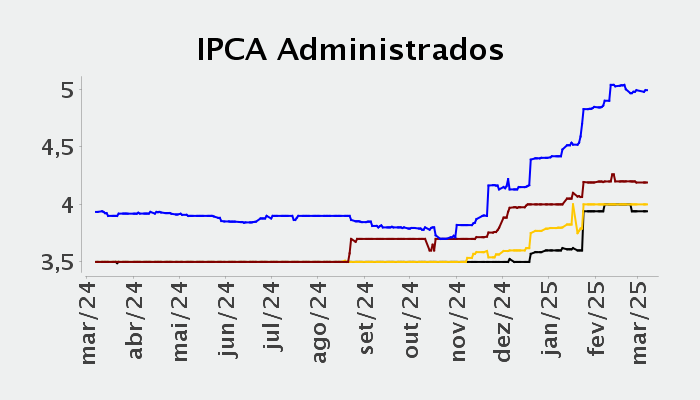 IPCA Administrados
5
4,5
4
3,5
mar/24
abr/24
mai/24
jun/24
jul/24
ago/24
set/24
out/24
nov/24
dez/24
jan/25
fev/25
mar/25